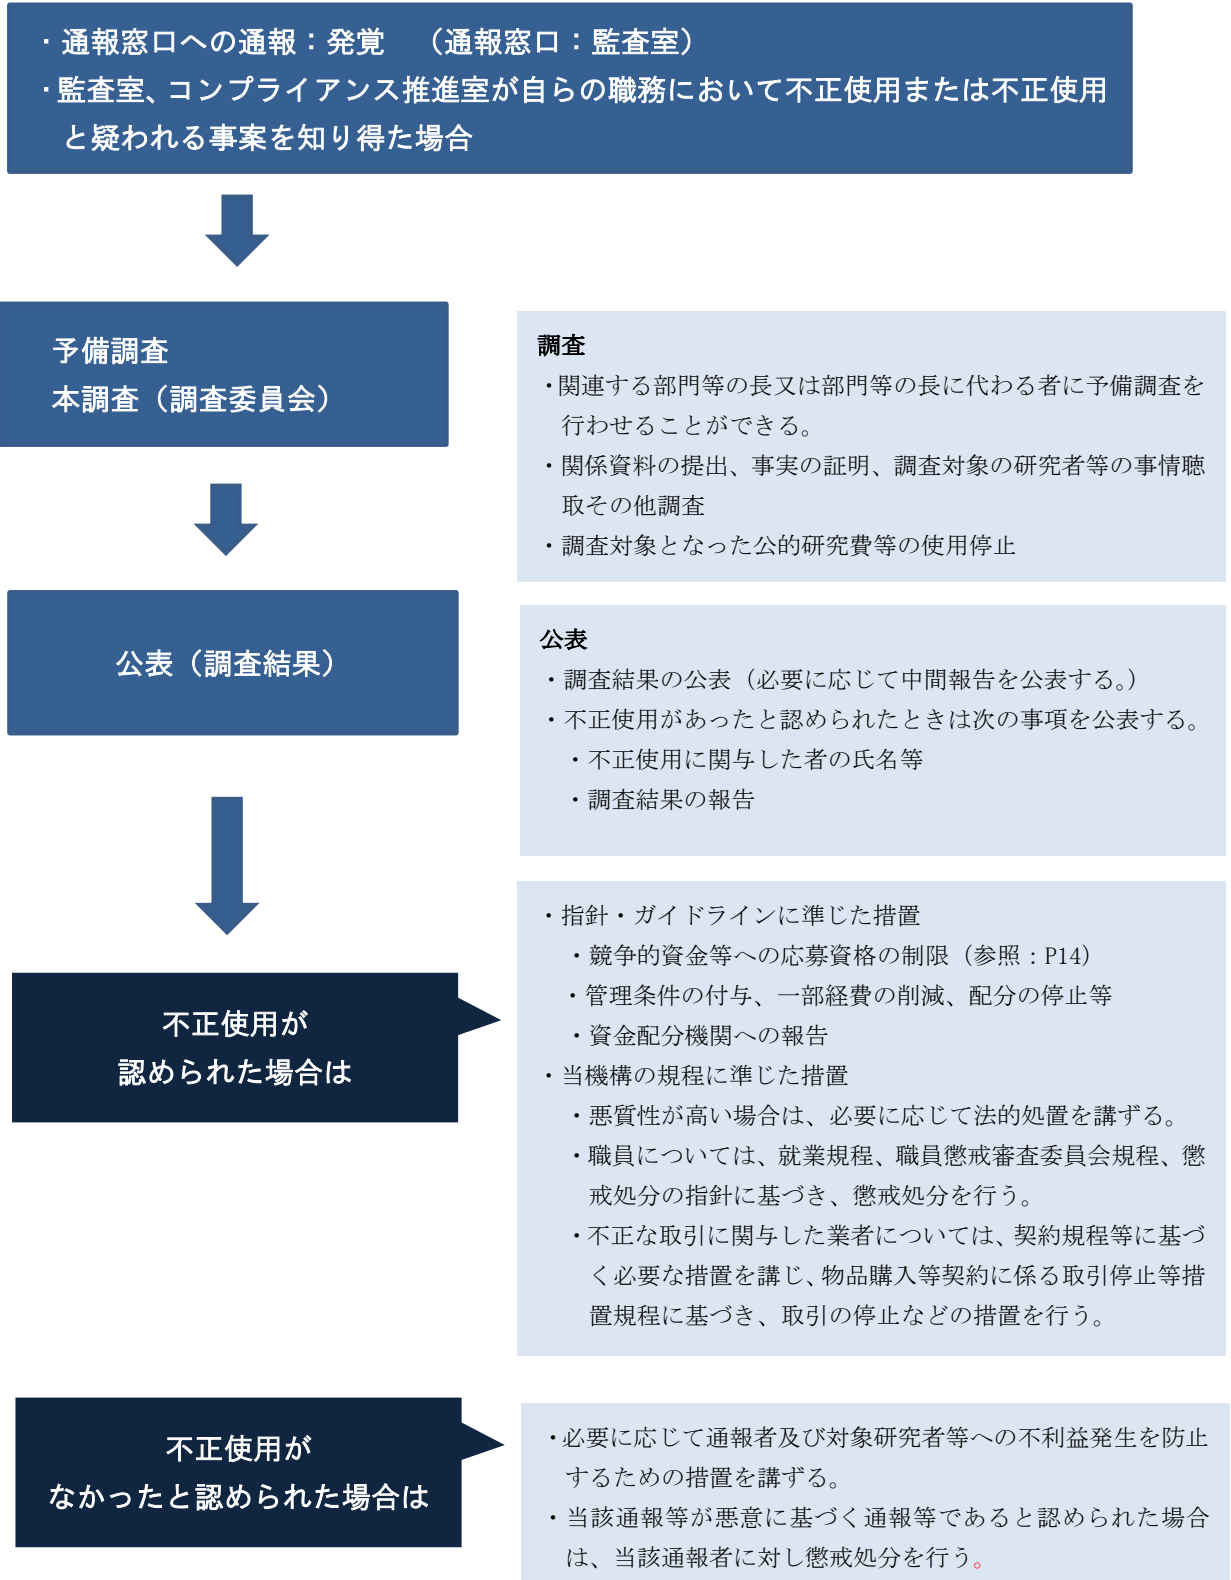 ・通報窓口への通報：発覚　（通報窓口：監査室）
・監査室、コンプライアンス推進室が自らの職務において不正使用または不正使用
と疑われる事案を知り得た場合
予備調査
本調査（調査委員会）
調査
・関連する部門等の長又は部門等の長に代わる者に予備調査を
行わせることができる。
・関係資料の提出、事実の証明、調査対象の研究者等の事情聴
取その他調査
・調査対象となった公的研究費等の使用停止
公表（調査結果）
公表
・調査結果の公表（必要に応じて中間報告を公表する。）
・不正使用があったと認められたときは次の事項を公表する。
・不正使用に関与した者の氏名等
・調査結果の報告
不正使用が
認められた場合は
・指針・ガイドラインに準じた措置
・競争的資金等への応募資格の制限（参照：P14）
・管理条件の付与、一部経費の削減、配分の停止等
・資金配分機関への報告
・当機構の規程に準じた措置
・悪質性が高い場合は、必要に応じて法的処置を講ずる。
・職員については、就業規程、職員懲戒審査委員会規程、懲
戒処分の指針に基づき、懲戒処分を行う。
・不正な取引に関与した業者については、契約規程等に基づ
く必要な措置を講じ、物品購入等契約に係る取引停止等措
置規程に基づき、取引の停止などの措置を行う。
不正使用が
なかったと認められた場合は
・必要に応じて通報者及び対象研究者等への不利益発生を防止
するための措置を講ずる。
・当該通報等が悪意に基づく通報等であると認められた場合
は、当該通報者に対し懲戒処分を行う。